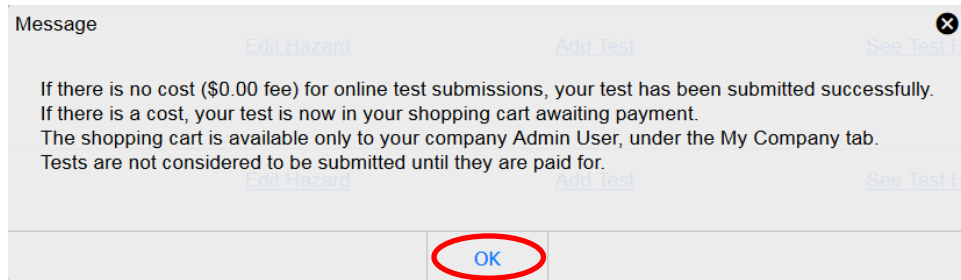 Message
Edit Hazard Add Test See Test H
If there is no cost ($0.00 fee) for online test submissions, your test has been submitted successfully.
If there is a cost, your test is now in your shopping cart awaiting payment.
The shopping cart is available only to your company Admin User, under the My Company tab.
Tests are not considered to be submitted until they are paid for.
Edit Hazard Add Test See Test H
OK